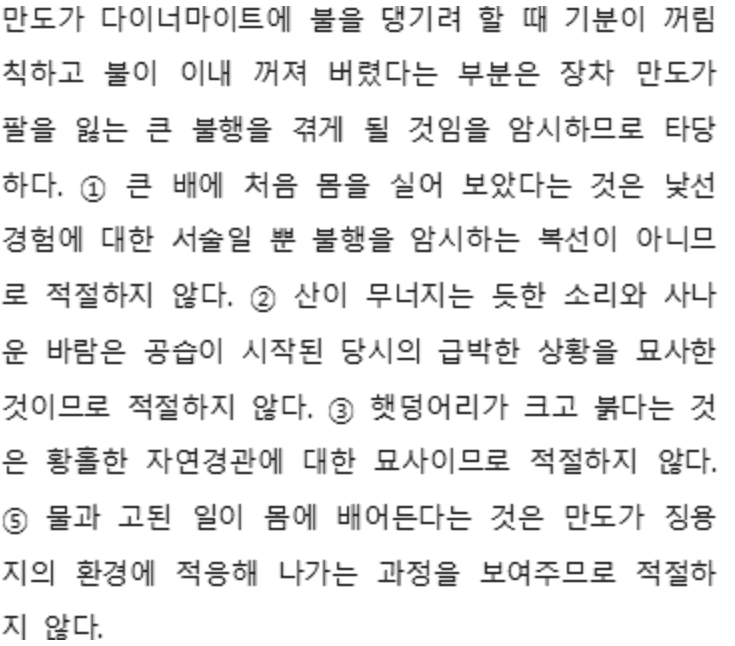 만도가 다이너마이트에 불을 댕기려 할 때 기분이 꺼림
칙하고 불이 이내 꺼져 버렸다는 부분은 장차 만도가
팔을 잃는 큰 불행을 겪게 될 것임을 암시하므로 타당
하다. ① 큰 배에 처음 몸을 실어 보았다는 것은 낯선
경험에 대한 서술일 뿐 불행을 암시하는 복선이 아니므
로 적절하지 않다. ② 산이 무너지는 듯한 소리와 사나
운 바람은 공습이 시작된 당시의 급박한 상황을 묘사한
것이므로 적절하지 않다. ③ 햇덩어리가 크고 붉다는 것
은 황홀한 자연경관에 대한 묘사이므로 적절하지 않다.
⑤ 물과 고된 일이 몸에 배어든다는 것은 만도가 징용
지의 환경에 적응해 나가는 과정을 보여주므로 적절하
지 않다.